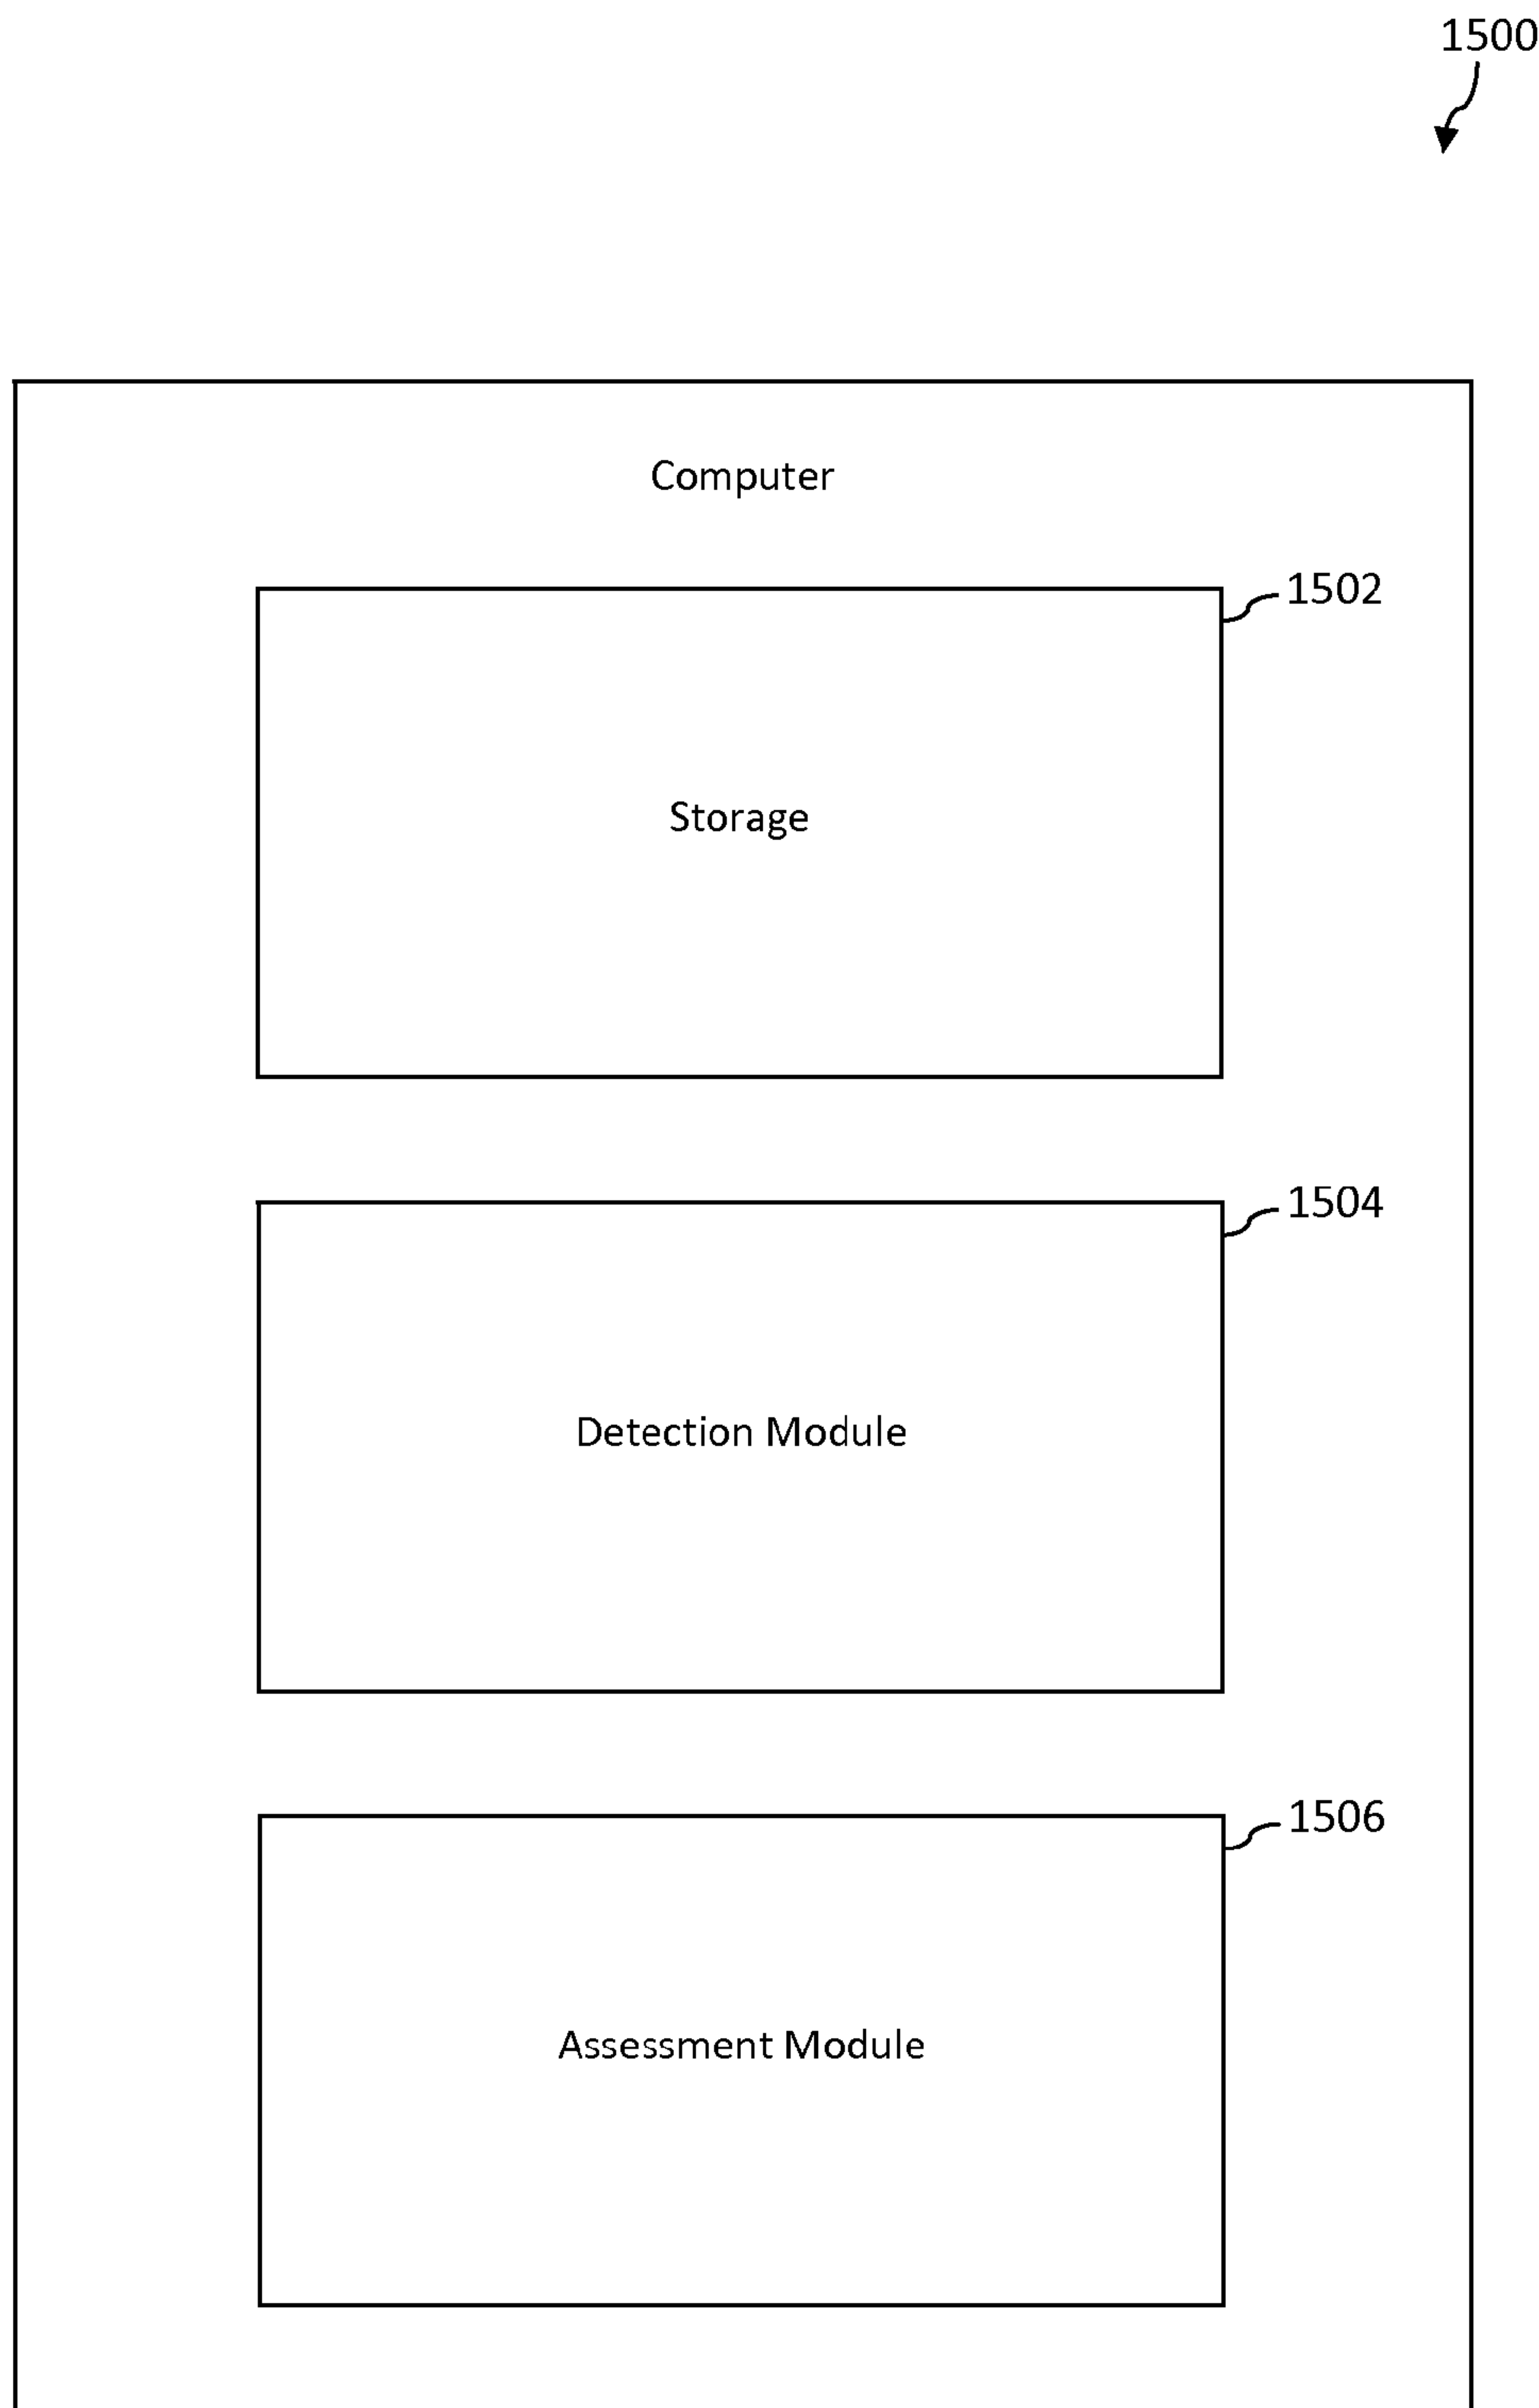 1500
Computer
1502
Storage
1504
Detection Module
1506
Assessment Module